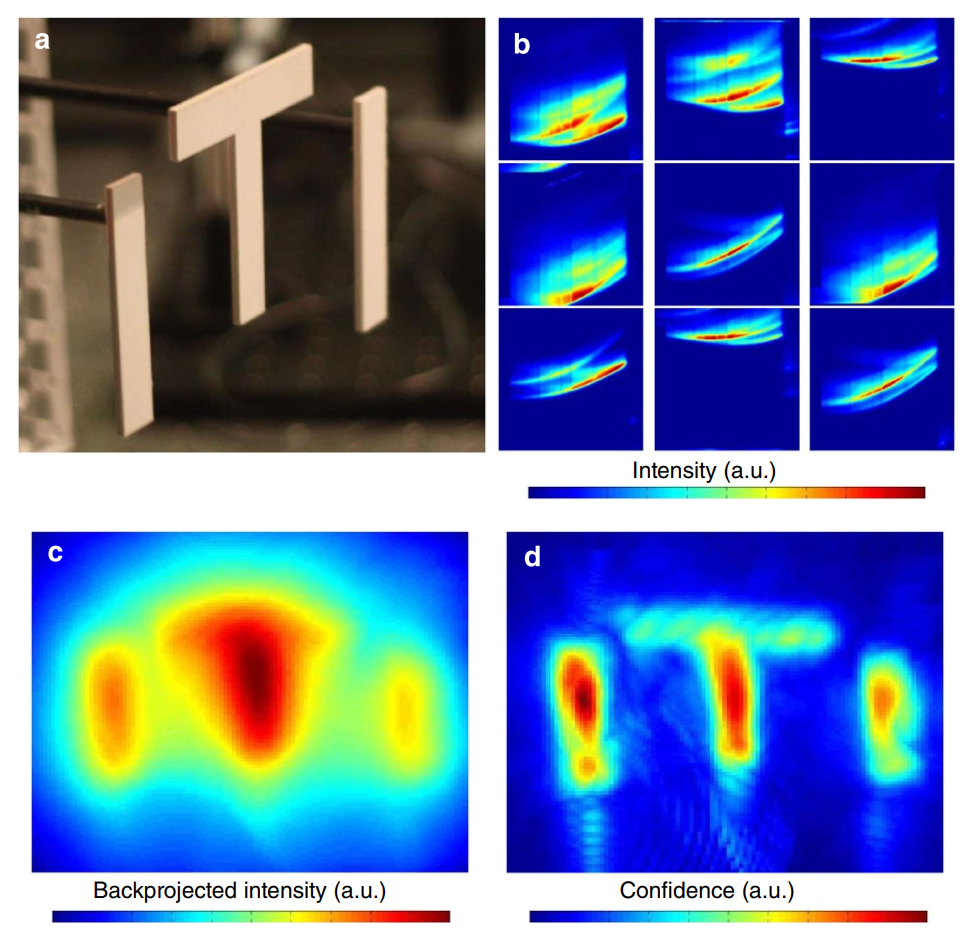 a
b
Intensity (a.u.)
c
d
Backprojected intensity (a.u.)
Confidence (a.u.)